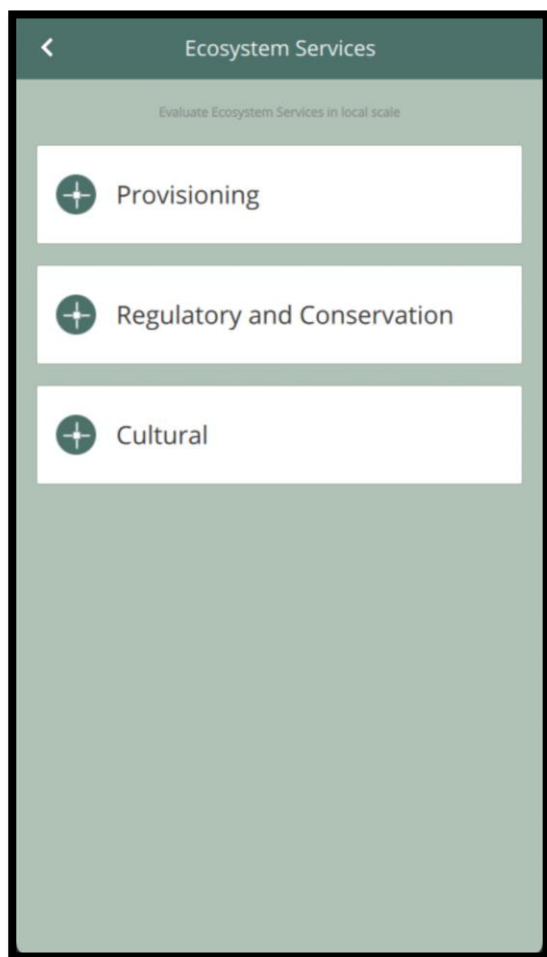 Ecosystem Services
Evaluate Ecosystem Services in local scale
Provisioning
Regulatory and Conservation
Cultural